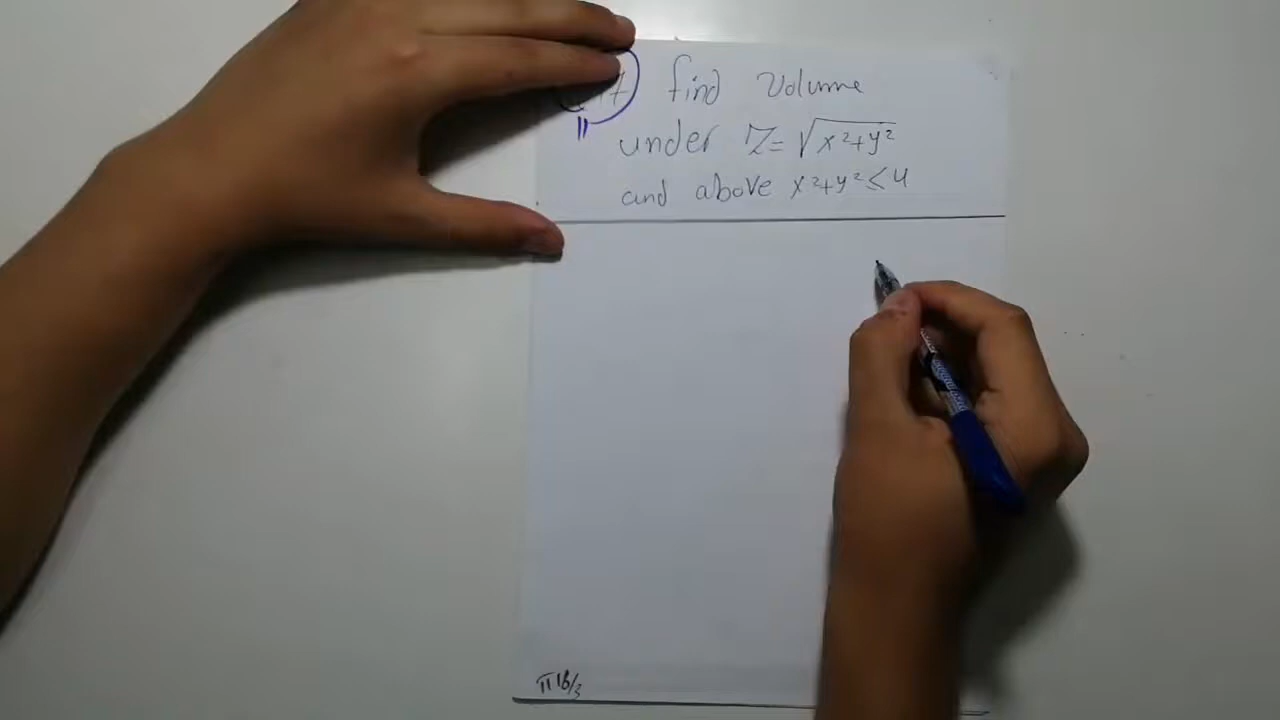 find volume
under Z=√x²+y²
and above x²+y²≤4
π16/3